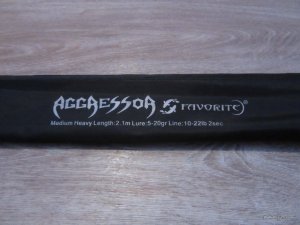 AGGRESSOR FAVORITE®
Medium Heavy Length:2.1m Lure:5-20gr Line:10-22lb 2sec.